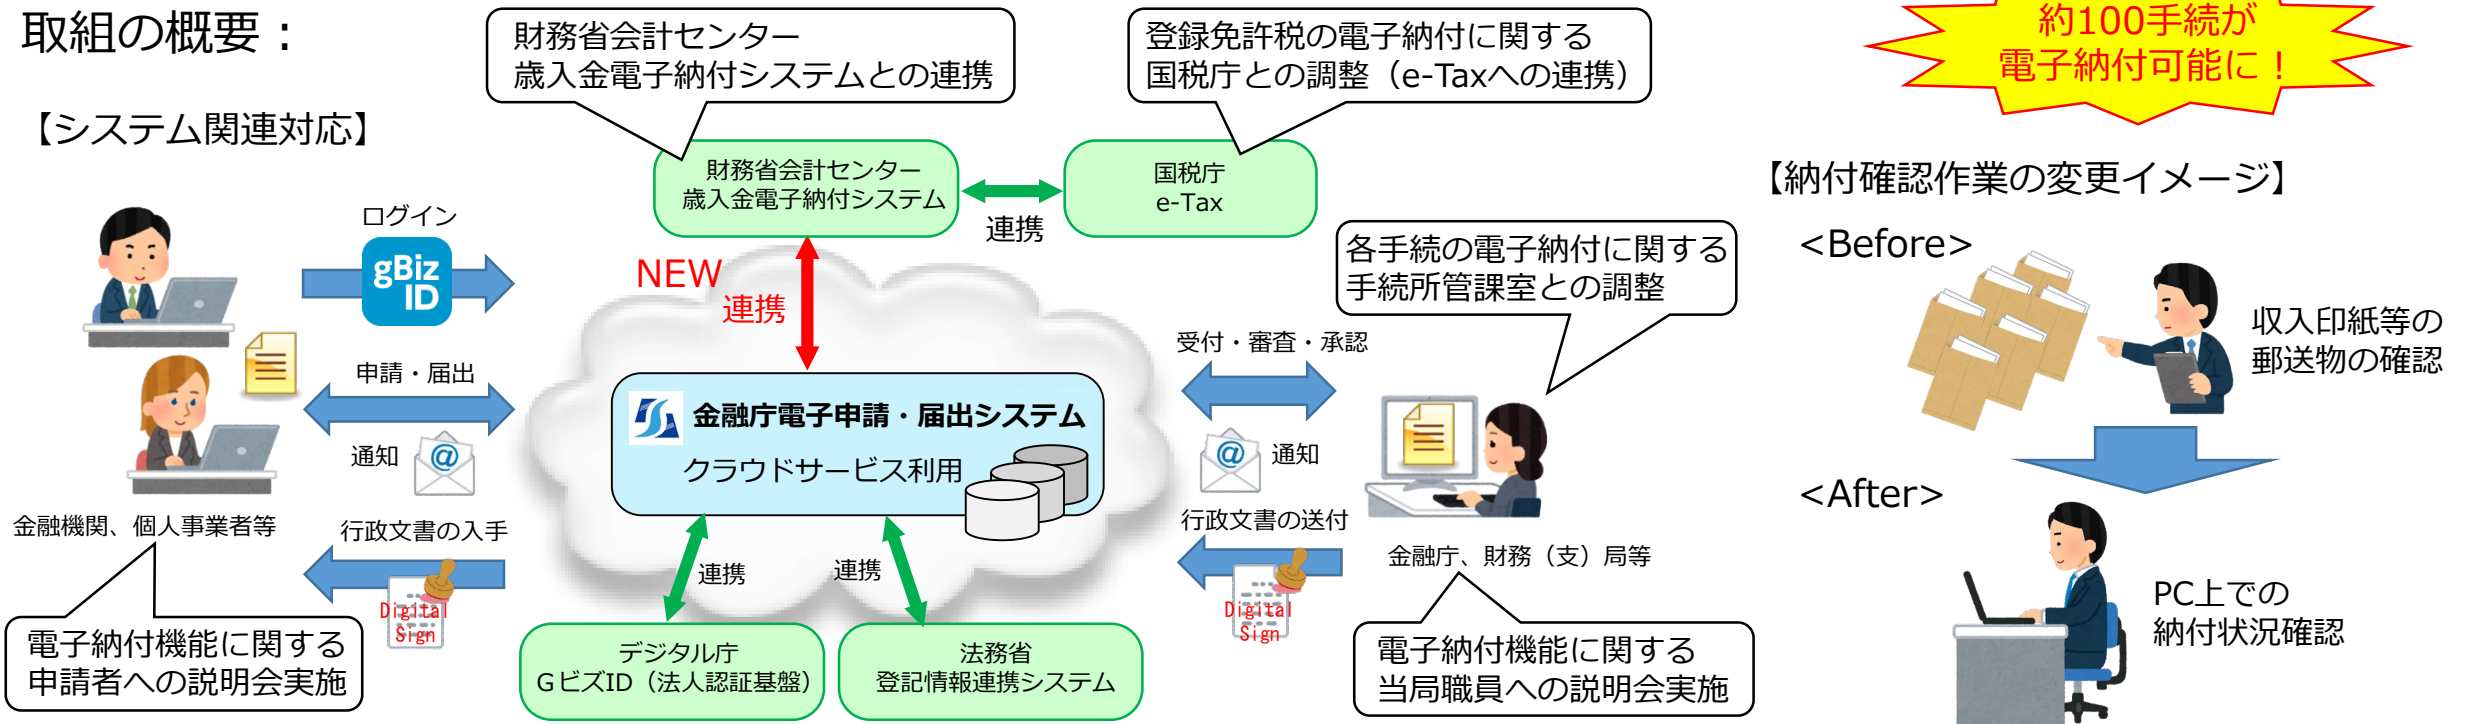 取組の概要：
【システム関連対応】
財務省会計センター
歳入金電子納付システムとの連携
登録免許税の電子納付に関する
国税庁との調整（e-Taxへの連携）
約100手続が
電子納付可能に！
財務省会計センター
歳入金電子納付システム
連携
国税庁
e-Tax
ログイン
gBiz
ID
NEW
連携
各手続の電子納付に関する
手続所管課室との調整
申請・届出
通知
@
金融庁電子申請・届出システム
クラウドサービス利用
受付・審査・承認
@
通知
金融機関、個人事業者等
行政文書の入手
Digital
Sign
連携
連携
行政文書の送付
Digital
Sign
金融庁、財務（支）局等
電子納付機能に関する
申請者への説明会実施
デジタル庁
GビズID（法人認証基盤）
法務省
登記情報連携システム
電子納付機能に関する
当局職員への説明会実施
【納付確認作業の変更イメージ】
<Before>
収入印紙等の
郵送物の確認
<After>
PC上での
納付状況確認